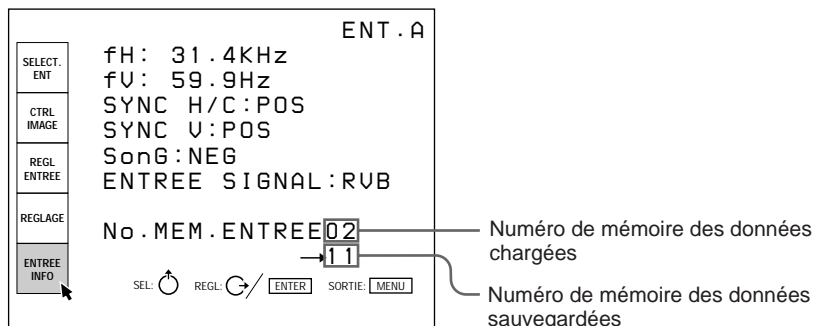 ENT.A
SELECT.
ENT
CTRL
IMAGE
REGL
ENTREE
REGLAGE
ENTREE
INFO
fH: 31.4KHz
fV: 59.9Hz
SYNC H/C:POS
SYNC V:POS
SonG:NEG
ENTREE SIGNAL:RVB
No.MEM.ENTREE02
→11
SEL: REGL: / ENTER SORTIE: MENU
Numéro de mémoire des données
chargées
Numéro de mémoire des données
sauvegardées